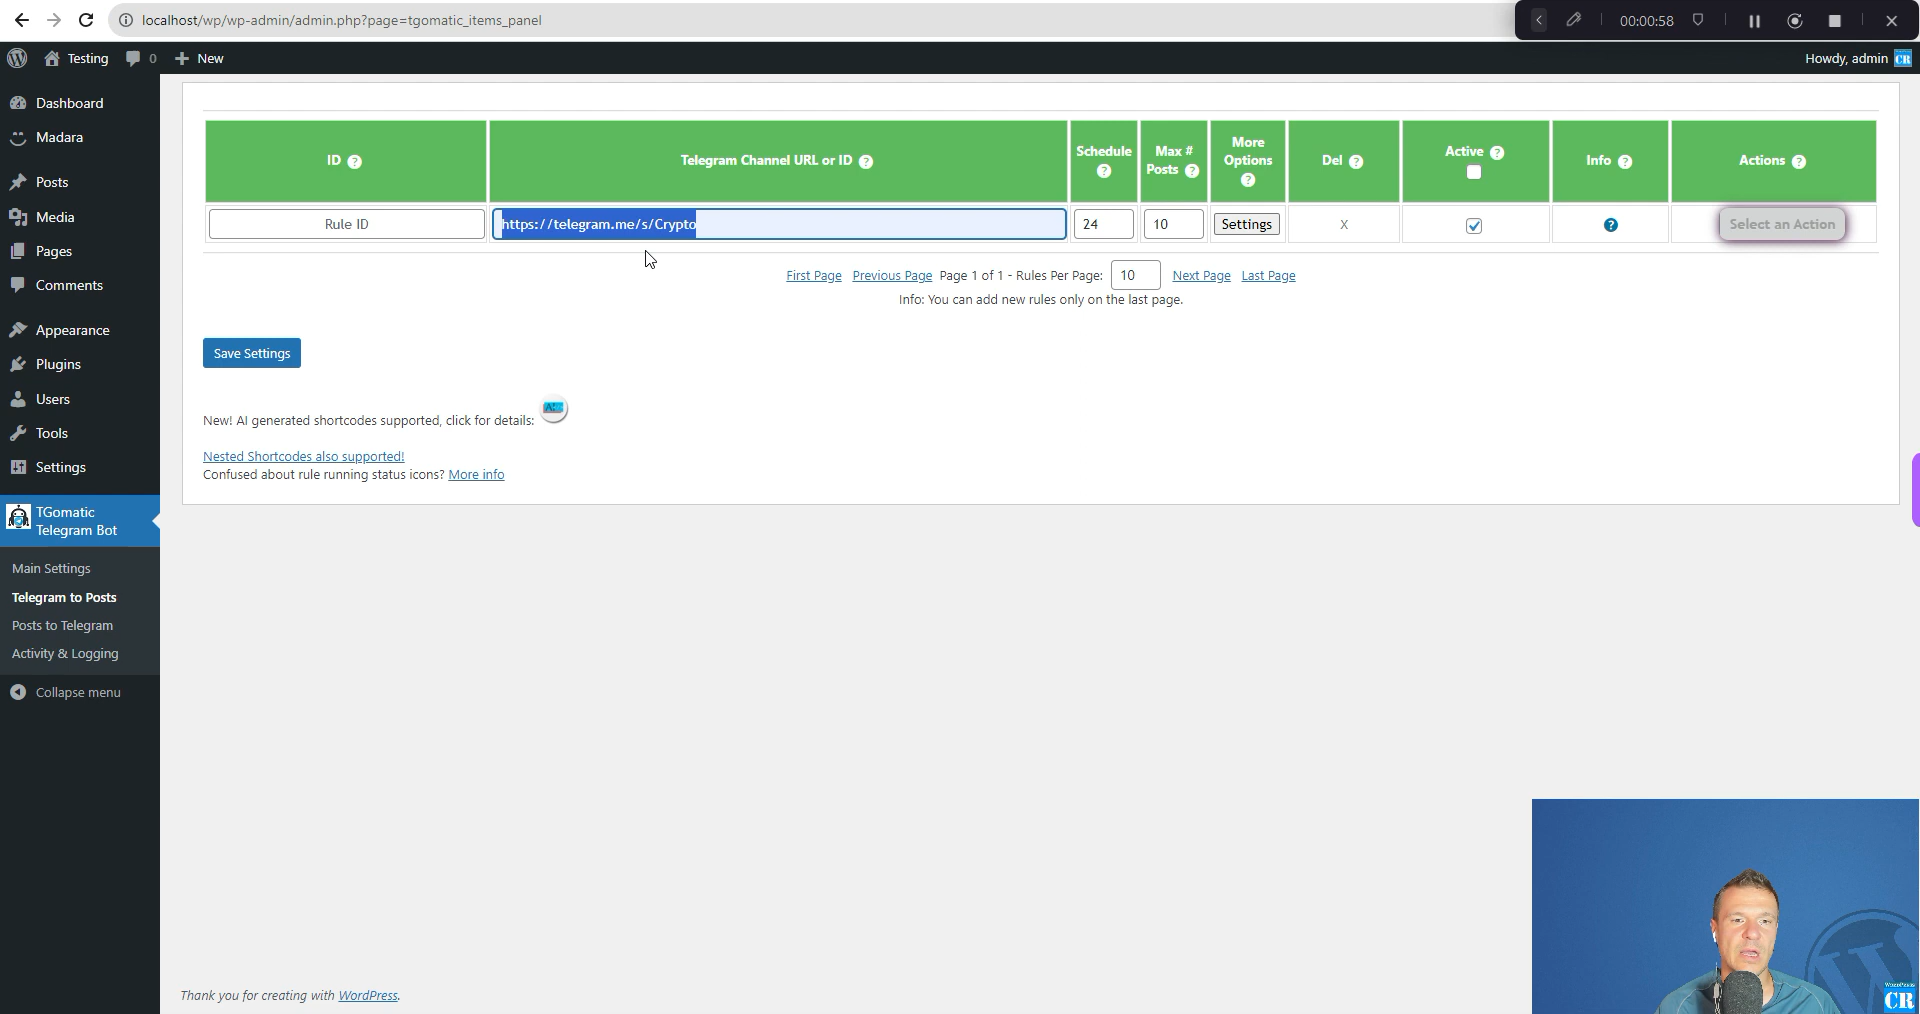 localhost/wp/wp-admin/admin.php?page=tgomatic_items_panel
00:00:58
Testing
0
New
Howdy, admin
CR
Dashboard
Madara
Posts
Media
Pages
Comments
Appearance
Plugins
Users
Tools
Settings
TGomatic
Telegram Bot
Main Settings
Telegram to Posts
Posts to Telegram
Activity & Logging
Collapse menu
ID ?
Telegram Channel URL or ID ?
Schedule
?
Max #
Posts ?
More
Options
?
Del ?
Active ?
Info ?
Actions ?
Rule ID
https://telegram.me/s/Crypto
24
10
Settings
X
?
Select an Action
First Page Previous Page Page 1 of 1 - Rules Per Page: 10 Next Page Last Page
Info: You can add new rules only on the last page.
Save Settings
New! AI generated shortcodes supported, click for details:
Nested Shortcodes also supported!
Confused about rule running status icons? More info
Thank you for creating with WordPress.
WORDPRESS
CR